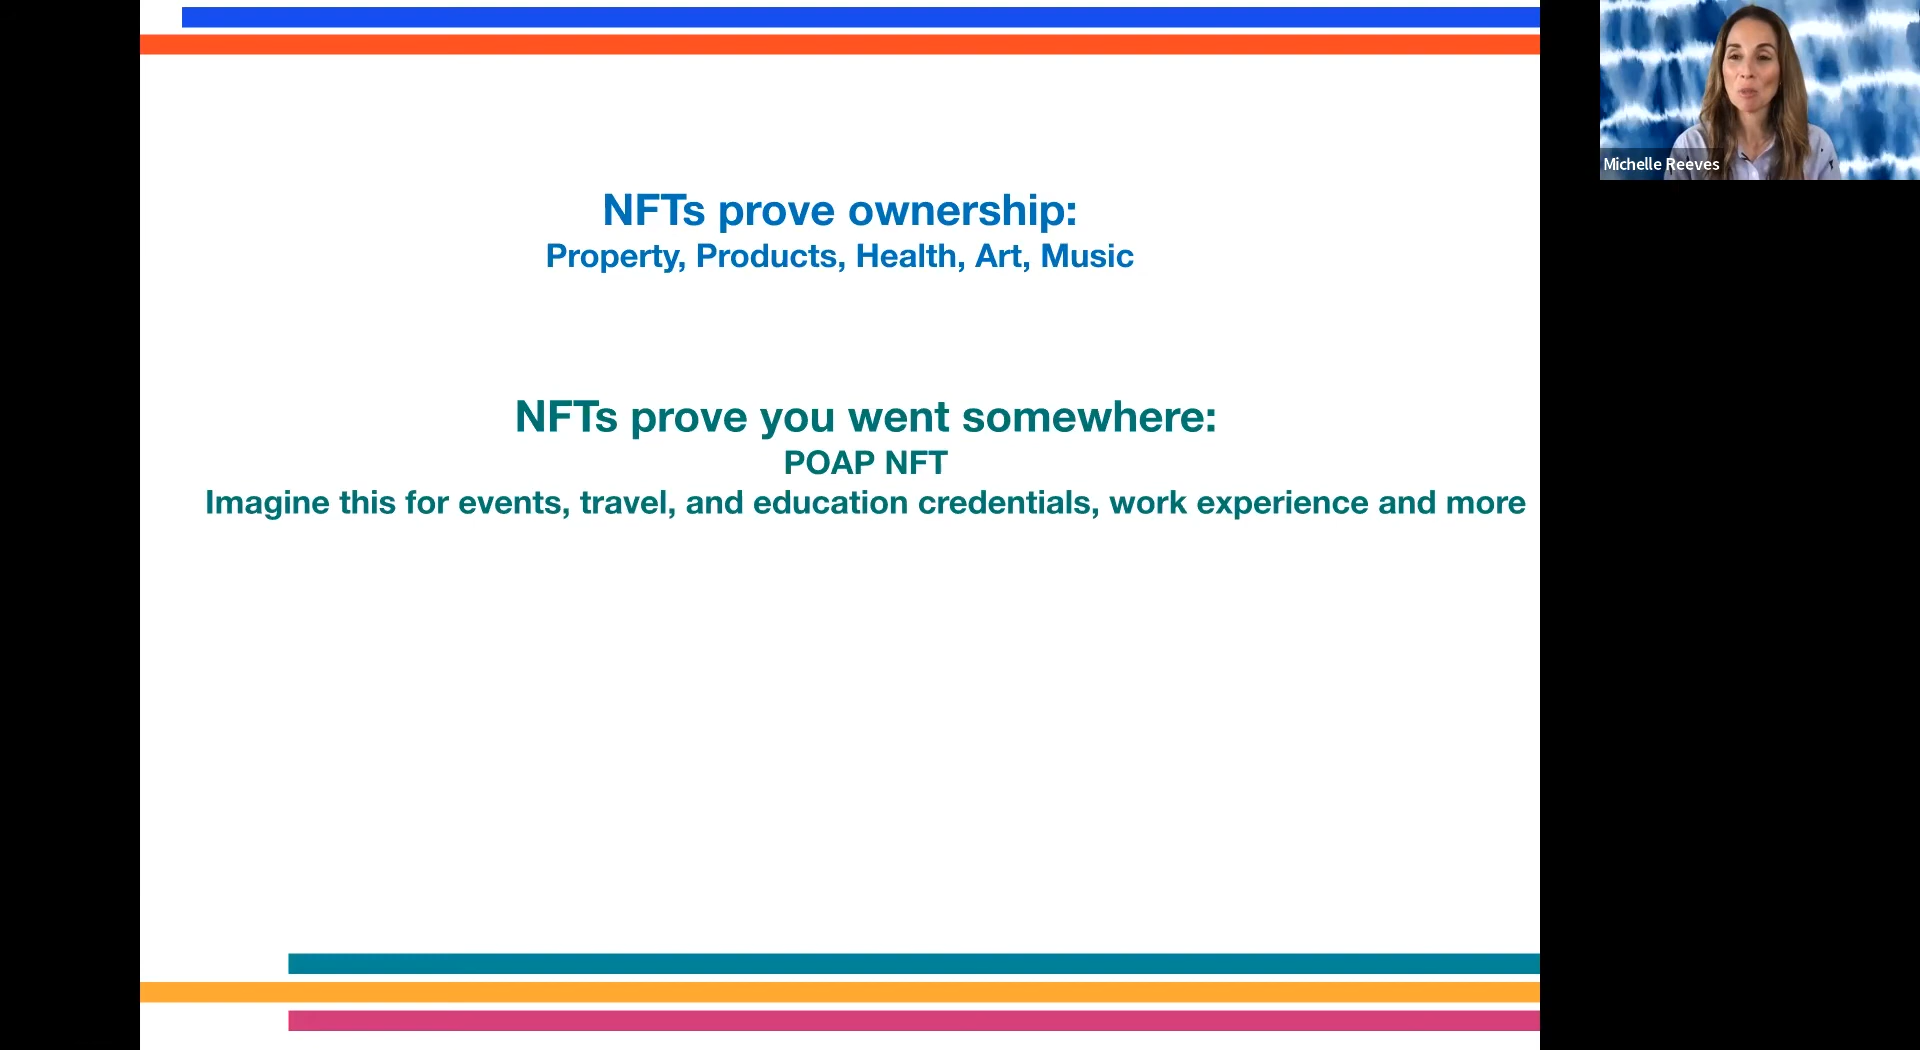 NFTs prove ownership:
Property, Products, Health, Art, Music
NFTs prove you went somewhere:
POAP NFT
Imagine this for events, travel, and education credentials, work experience and more
Michelle Reeves